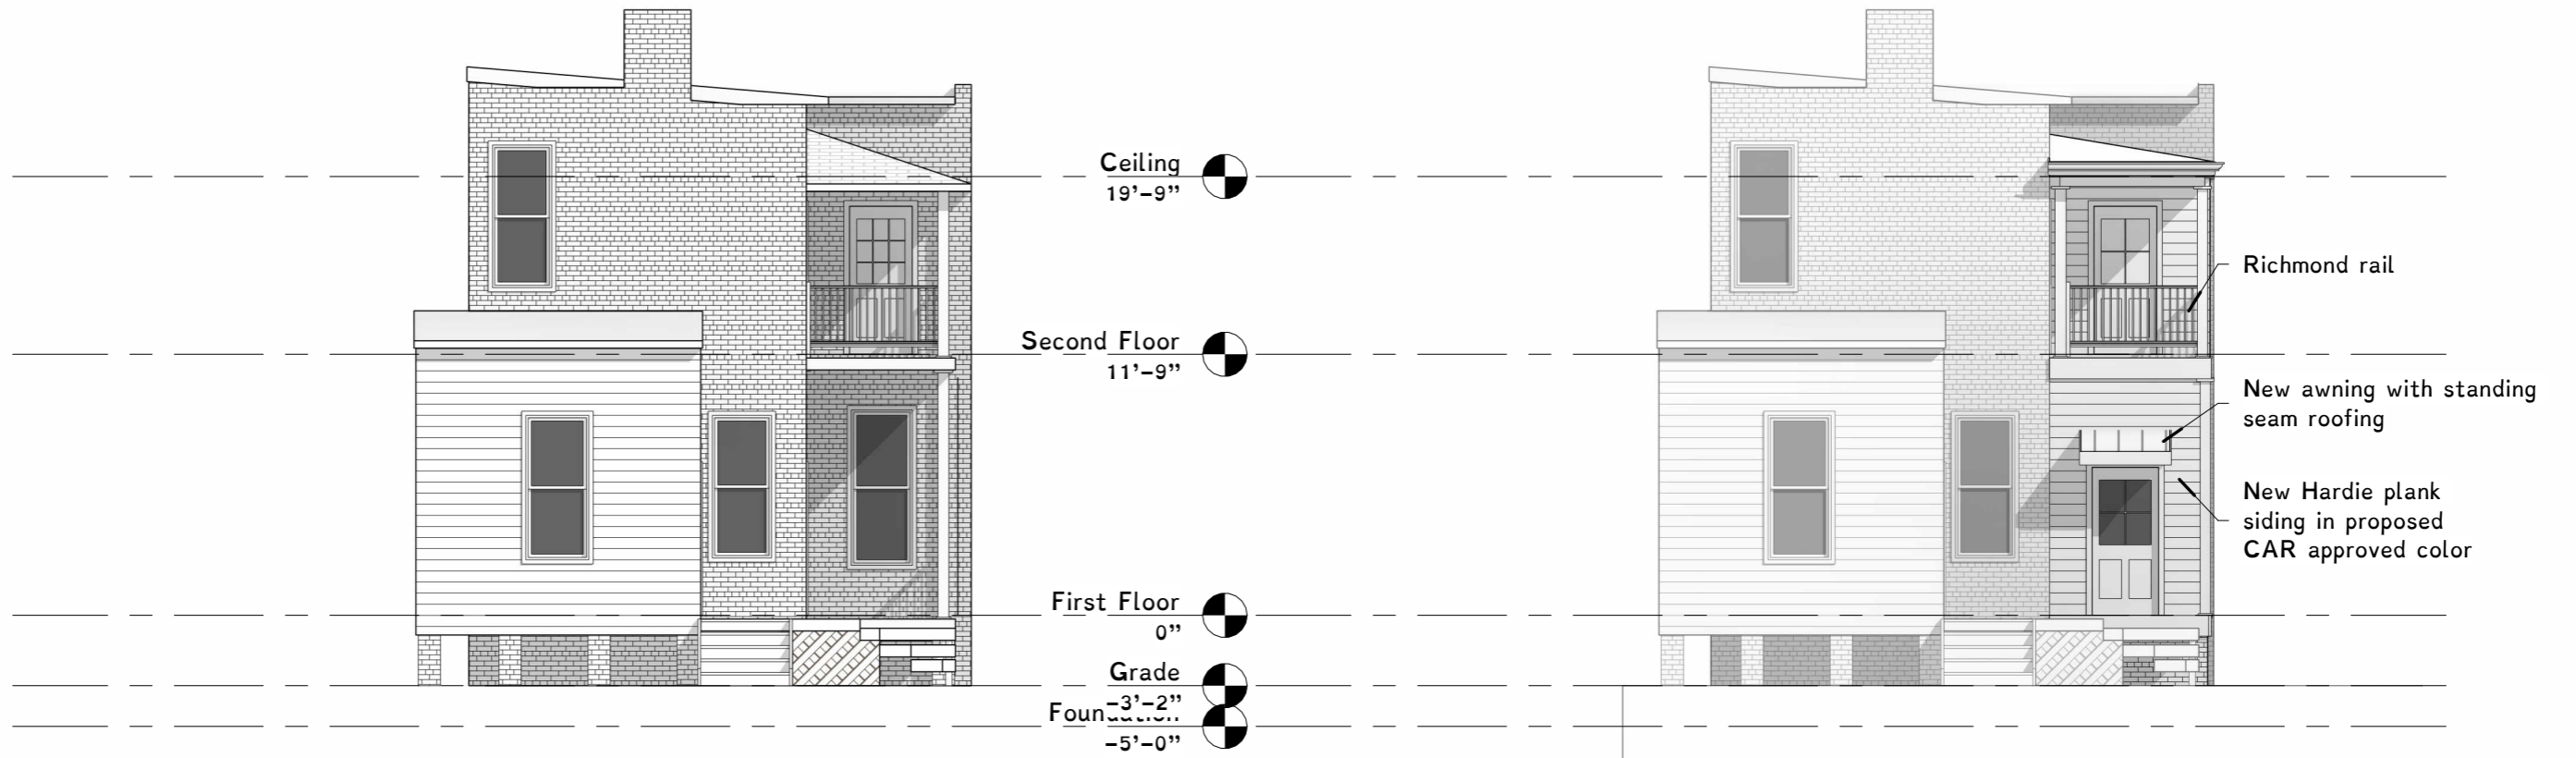 Ceiling
19'-9"
Second Floor
11'-9"
First Floor
0"
Grade
-3'-2"
Foundation
-5'-0"
Richmond rail
New awning with standing
seam roofing
New Hardie plank
siding in proposed
CAR approved color